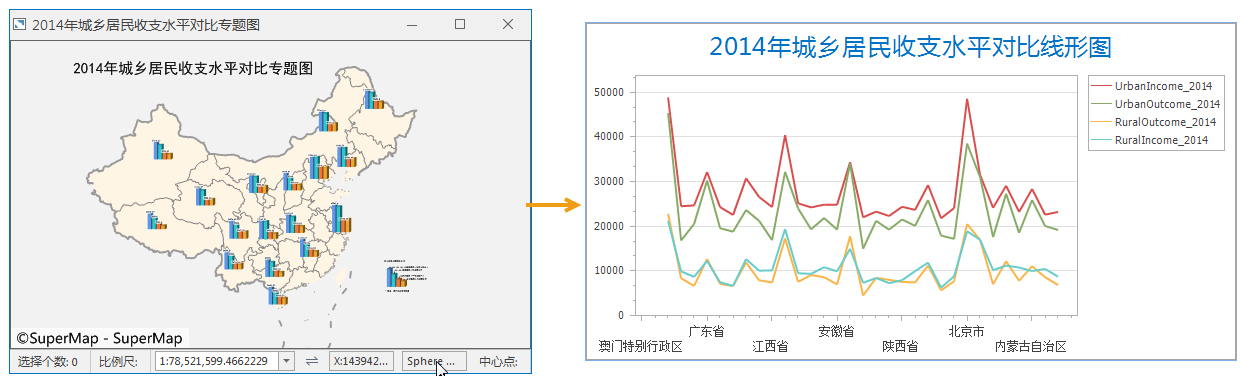 2014年城乡居民收支水平对比专题图
2014年城乡居民收支水平对比专题图
©SuperMap - SuperMap
选择个数: 0
比例尺:
1:78,521,599.4662229
X:143942...
Sphere ...
中心点:
2014年城乡居民收支水平对比线形图
50000
40000
30000
20000
10000
0
广东省
安徽省
北京市
澳门特别行政区
江西省
陕西省
内蒙古自治区
UrbanIncome_2014
UrbanOutcome_2014
RuralOutcome_2014
RuralIncome_2014